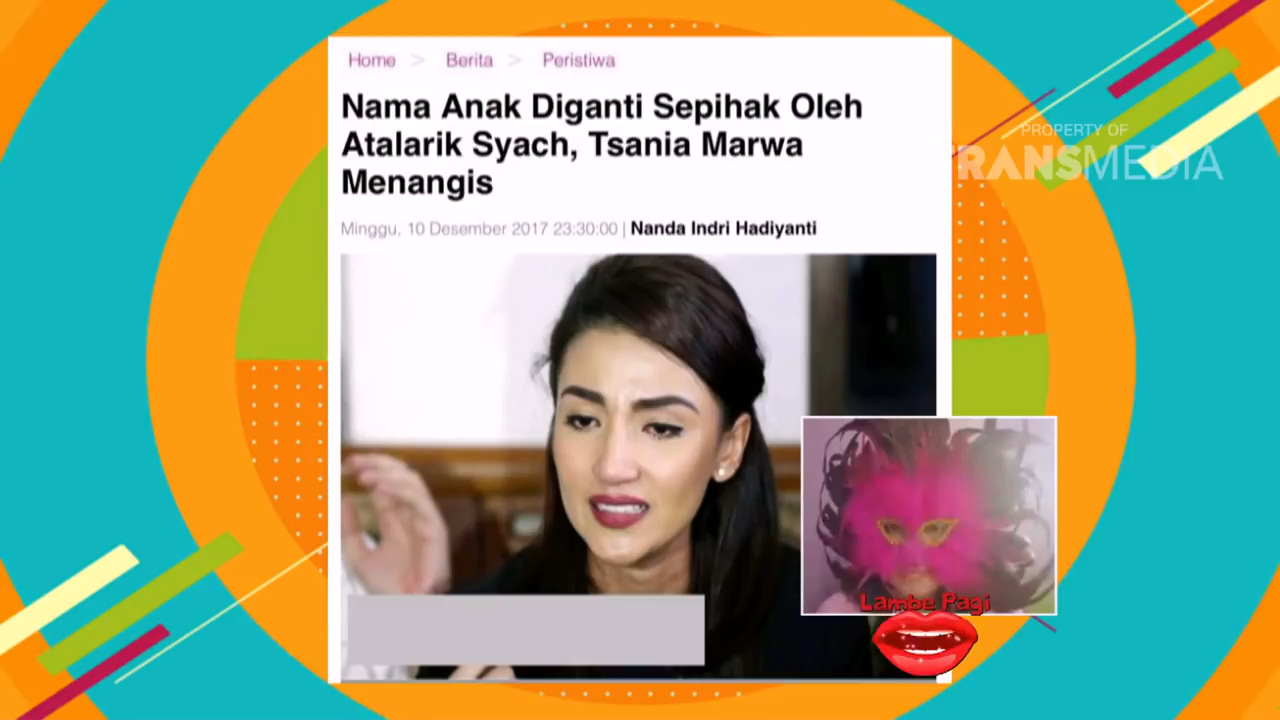 Home > Berita > Peristiwa
Nama Anak Diganti Sepihak Oleh
Atalarik Syach, Tsania Marwa
Menangis
Minggu, 10 Desember 2017 23:30:00 | Nanda Indri Hadiyanti
PROPERTY OF
TRANSMEDIA
Lambe Pagi